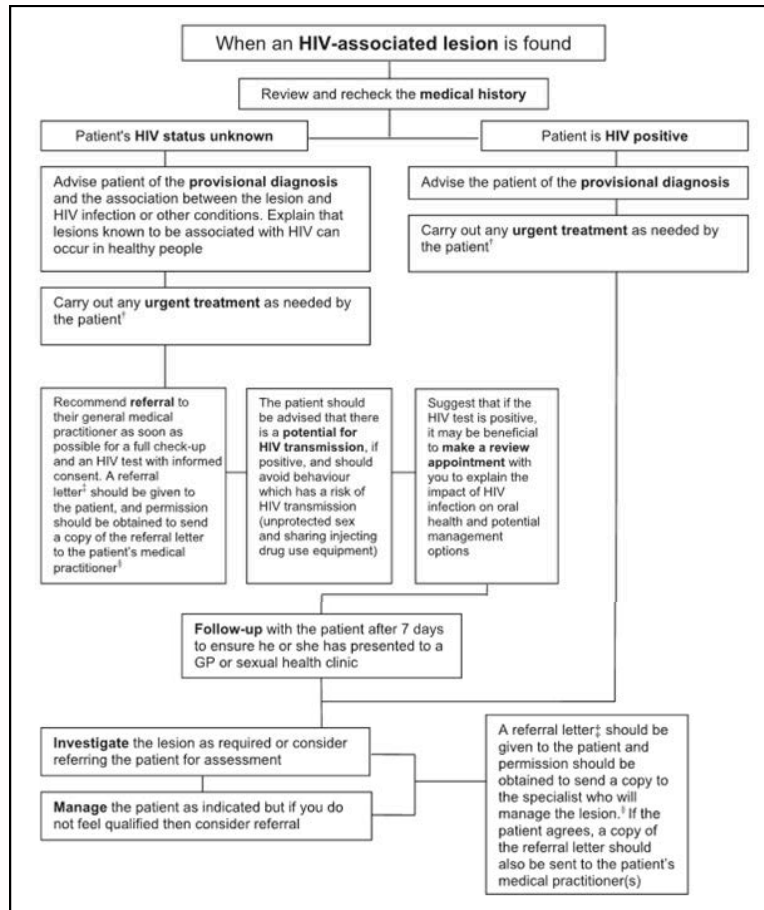 When an HIV-associated lesion is found
Review and recheck the medical history
Patient's HIV status unknown
Patient is HIV positive
Advise patient of the provisional diagnosis
and the association between the lesion and
HIV infection or other conditions. Explain that
lesions known to be associated with HIV can
occur in healthy people
Advise the patient of the provisional diagnosis
Carry out any urgent treatment as needed by
the patient†
Carry out any urgent treatment as needed by
the patient†
Recommend referral to
their general medical
practitioner as soon as
possible for a full check-up
and an HIV test with informed
consent. A referral
letter‡ should be given to
the patient, and permission
should be obtained to send
a copy of the referral letter
to the patient's medical
practitioner§
The patient should
be advised that there
is a potential for
HIV transmission, if
positive, and should
avoid behaviour
which has a risk of
HIV transmission
(unprotected sex
and sharing injecting
drug use equipment)
Suggest that if the
HIV test is positive,
it may be beneficial
to make a review
appointment with
you to explain the
impact of HIV
infection on oral
health and potential
management
options
Follow-up with the patient after 7 days
to ensure he or she has presented to a
GP or sexual health clinic
Investigate the lesion as required or consider
referring the patient for assessment
Manage the patient as indicated but if you do
not feel qualified then consider referral
A referral letter‡ should be
given to the patient and
permission should be
obtained to send a copy to
the specialist who will
manage the lesion.§ If the
patient agrees, a copy of
the referral letter should
also be sent to the patient's
medical practitioner(s)